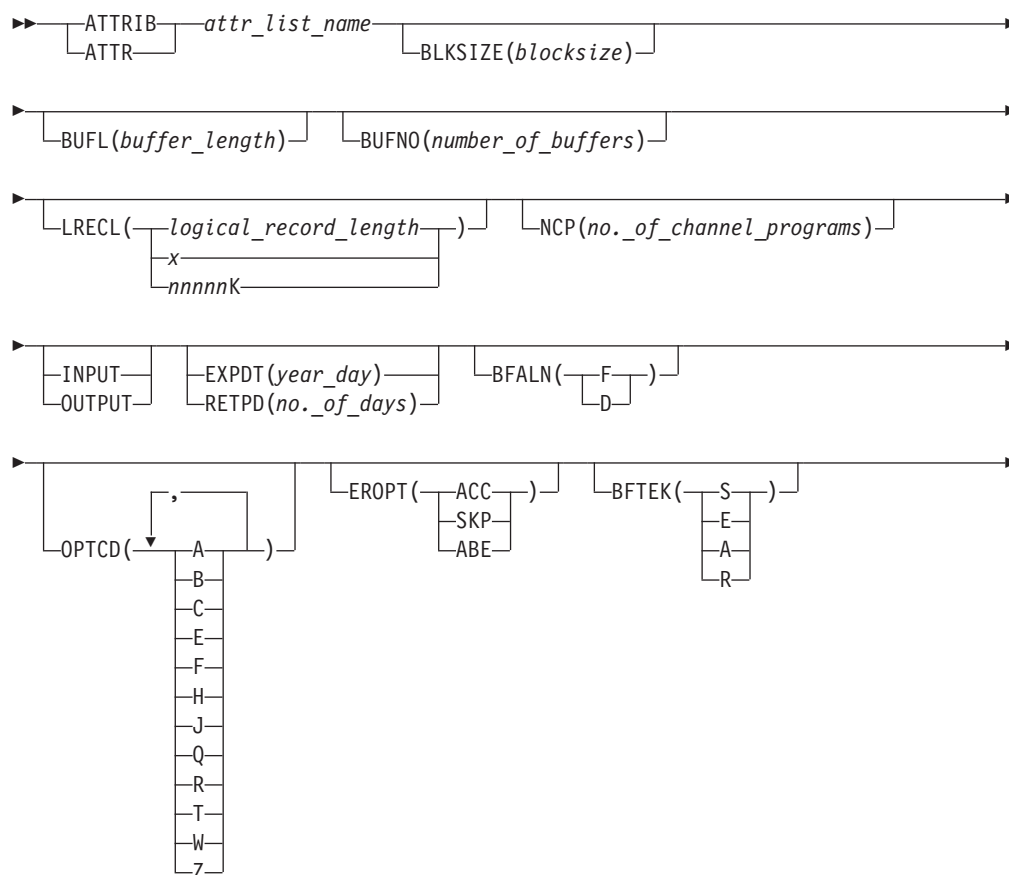 ATTRIB attr_list_name
ATTR BLKSIZE(blocksize)
BUFL(buffer_length) BUFNO(number_of_buffers)
LRECL( logical_record_length ) NCP(no._of_channel_programs)
x
nnnnnK
INPUT EXPDT(year_day) BFALN( F )
OUTPUT RETPD(no._of_days) D
,
OPTCD( A ) EROPT( ACC ) BFTEK( S )
B SKP E
C ABE A
E R
F
H
J
Q
R
T
W
Z